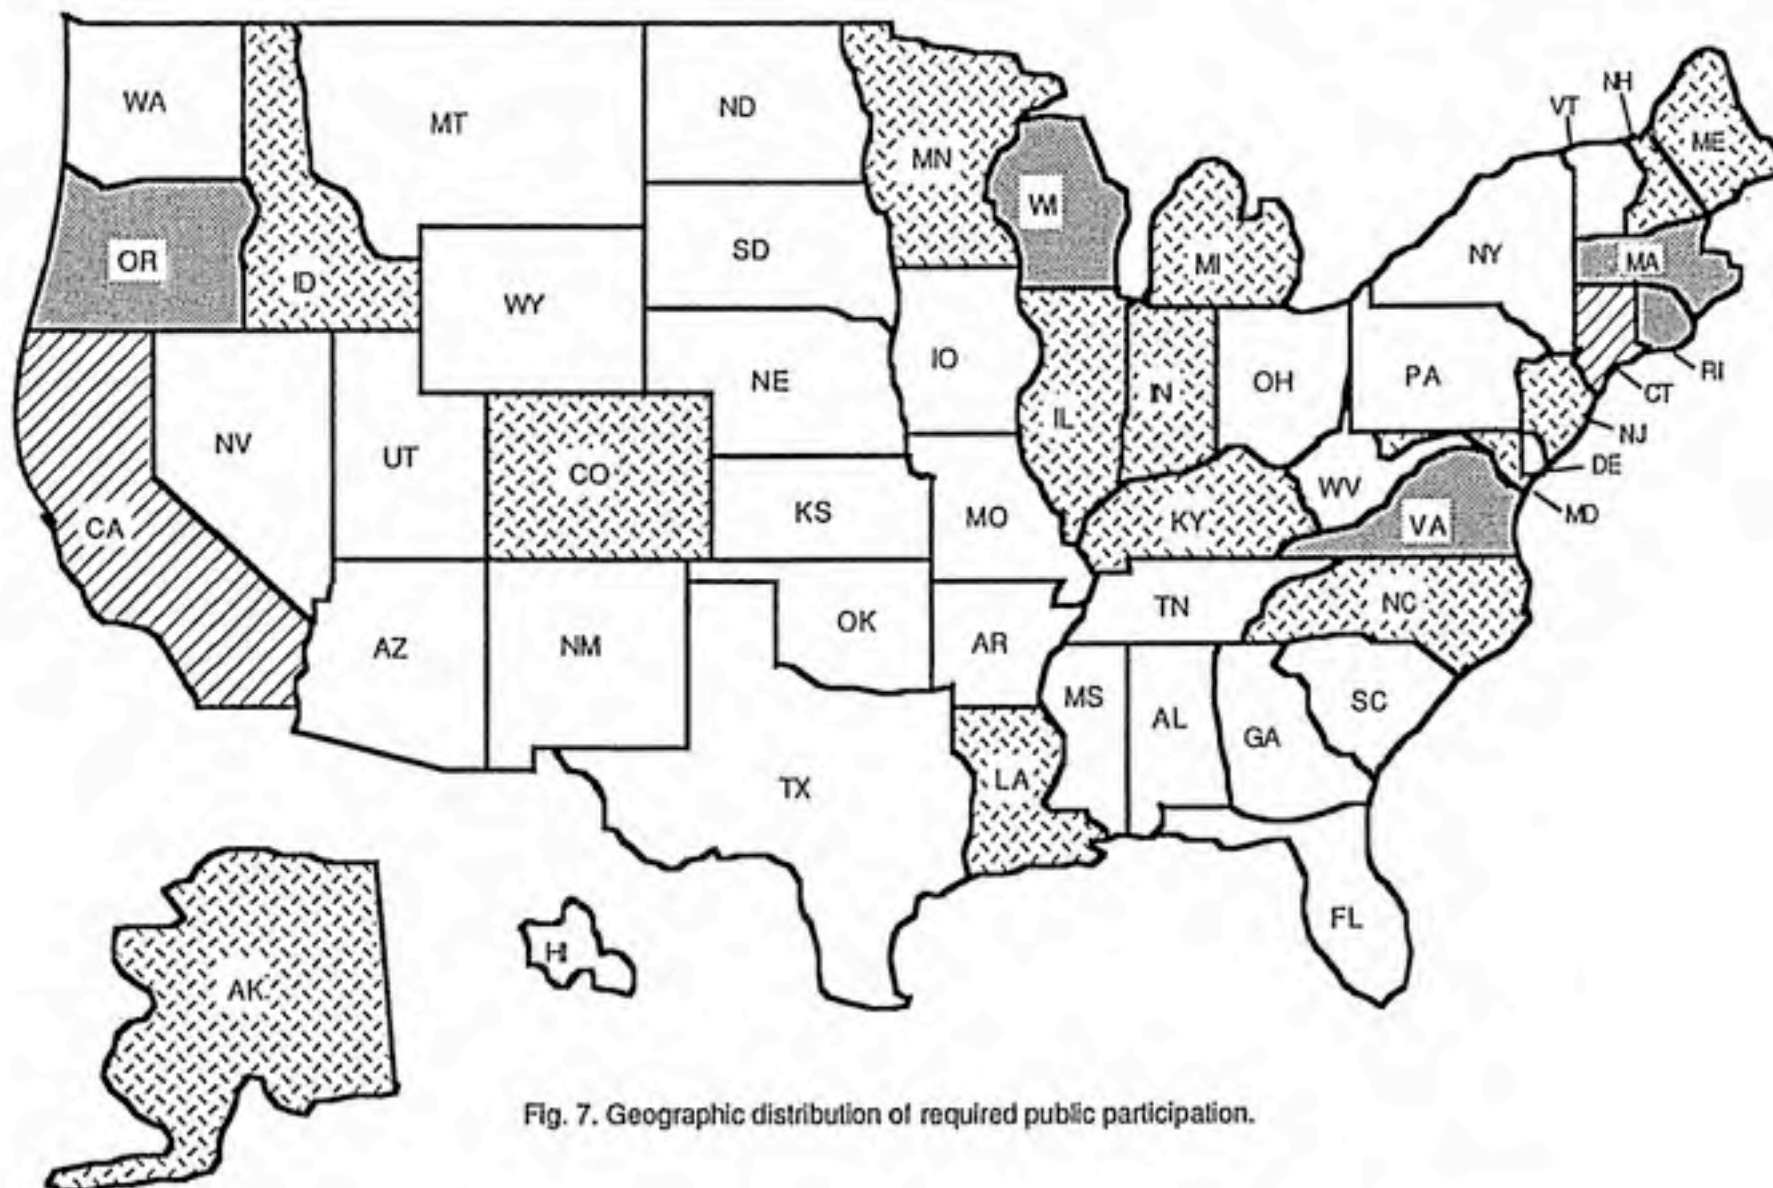 WA
MT
ND
MN
VT
NH
ME
OR
ID
WY
SD
WI
MI
NY
MA
NV
UT
CO
NE
IO
IL
IN
OH
PA
CT
RI
NJ
DE
MD
CA
KS
MO
KY
WV
VA
AZ
NM
OK
AR
TN
NC
TX
LA
MS
AL
GA
SC
FL
AK
HI
Fig. 7. Geographic distribution of required public participation.